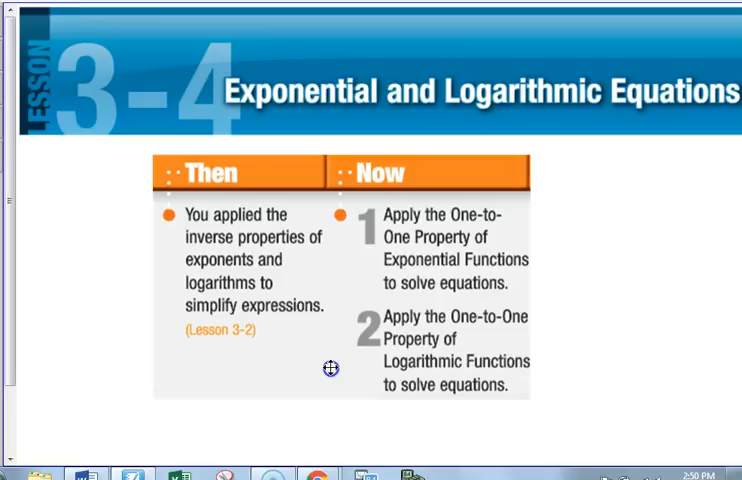 LESSON
3-4
Exponential and Logarithmic Equations
Then
You applied the
inverse properties of
exponents and
logarithms to
simplify expressions.
(Lesson 3-2)
Now
1
Apply the One-to-
One Property of
Exponential Functions
to solve equations.
2
Apply the One-to-One
Property of
Logarithmic Functions
to solve equations.
2:50 PM